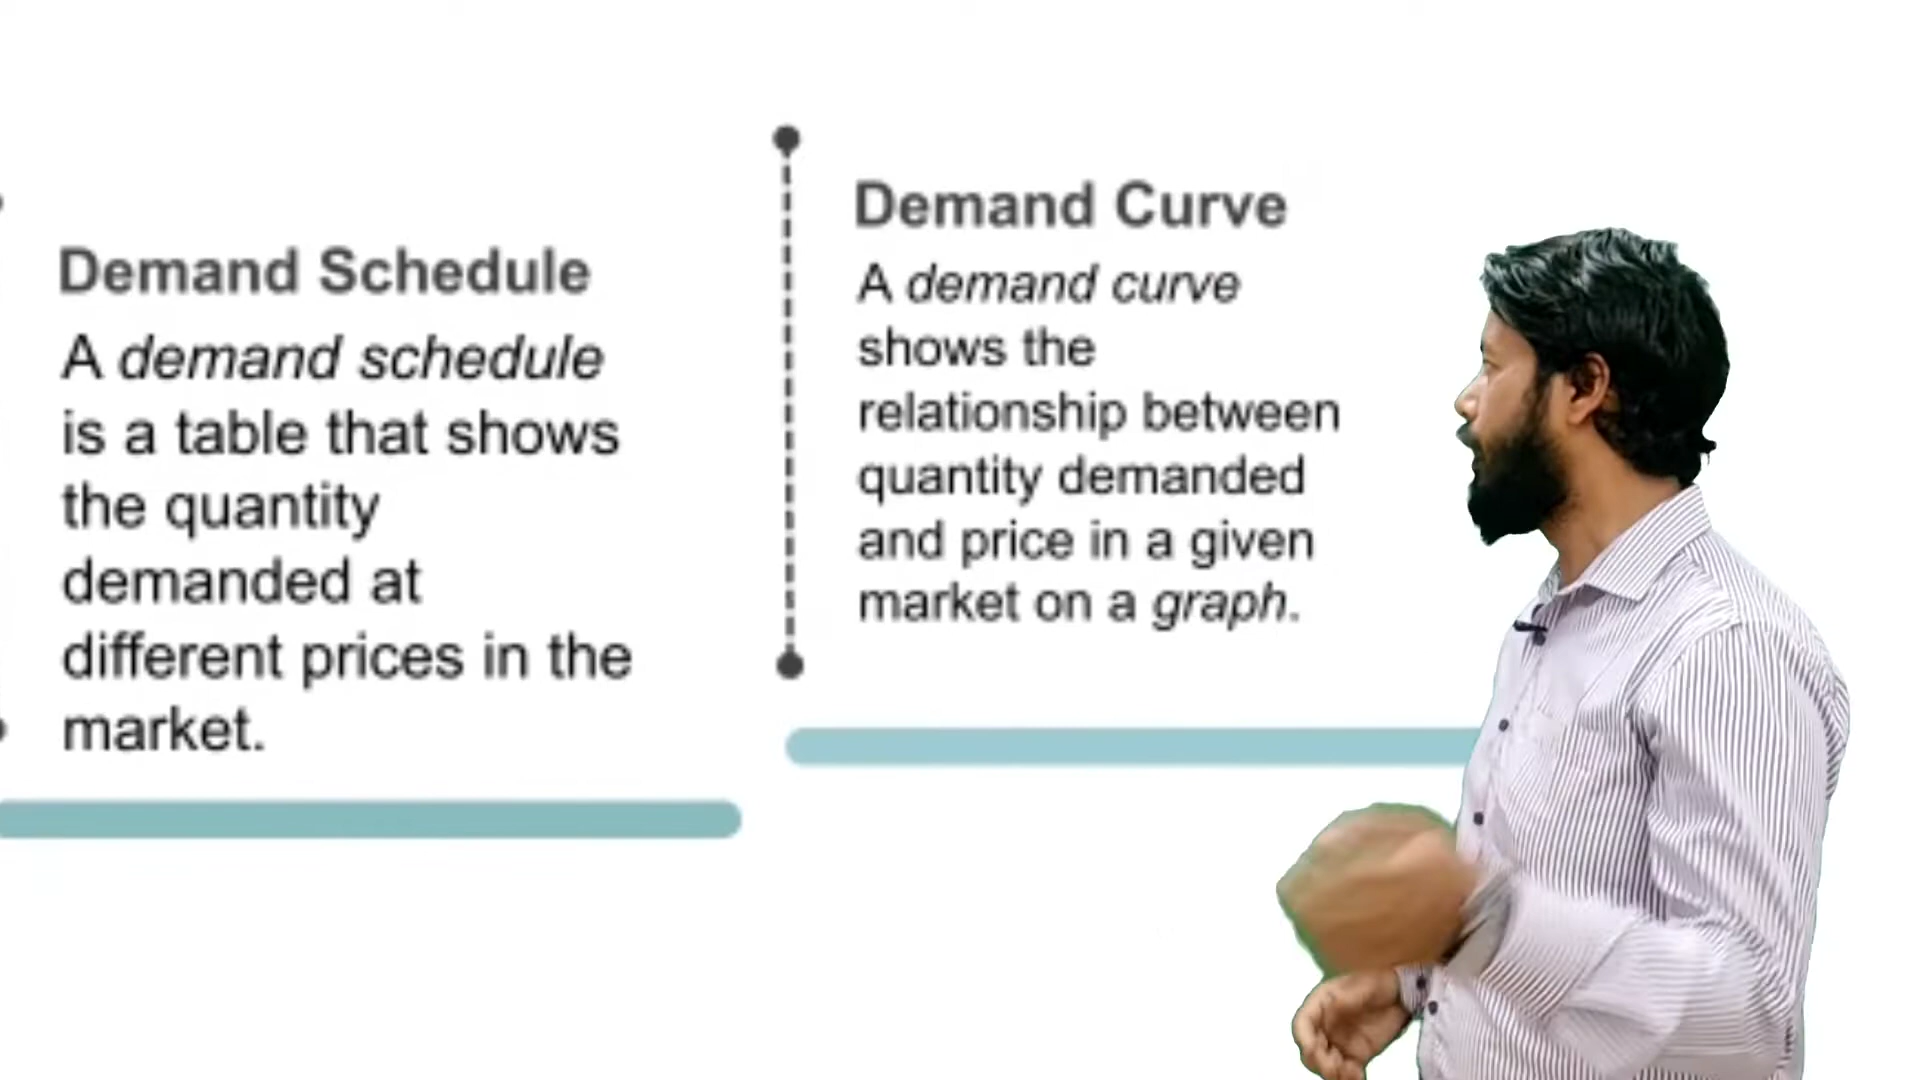 Demand Schedule
A demand schedule
is a table that shows
the quantity
demanded at
different prices in the
market.
Demand Curve
A demand curve
shows the
relationship between
quantity demanded
and price in a given
market on a graph.